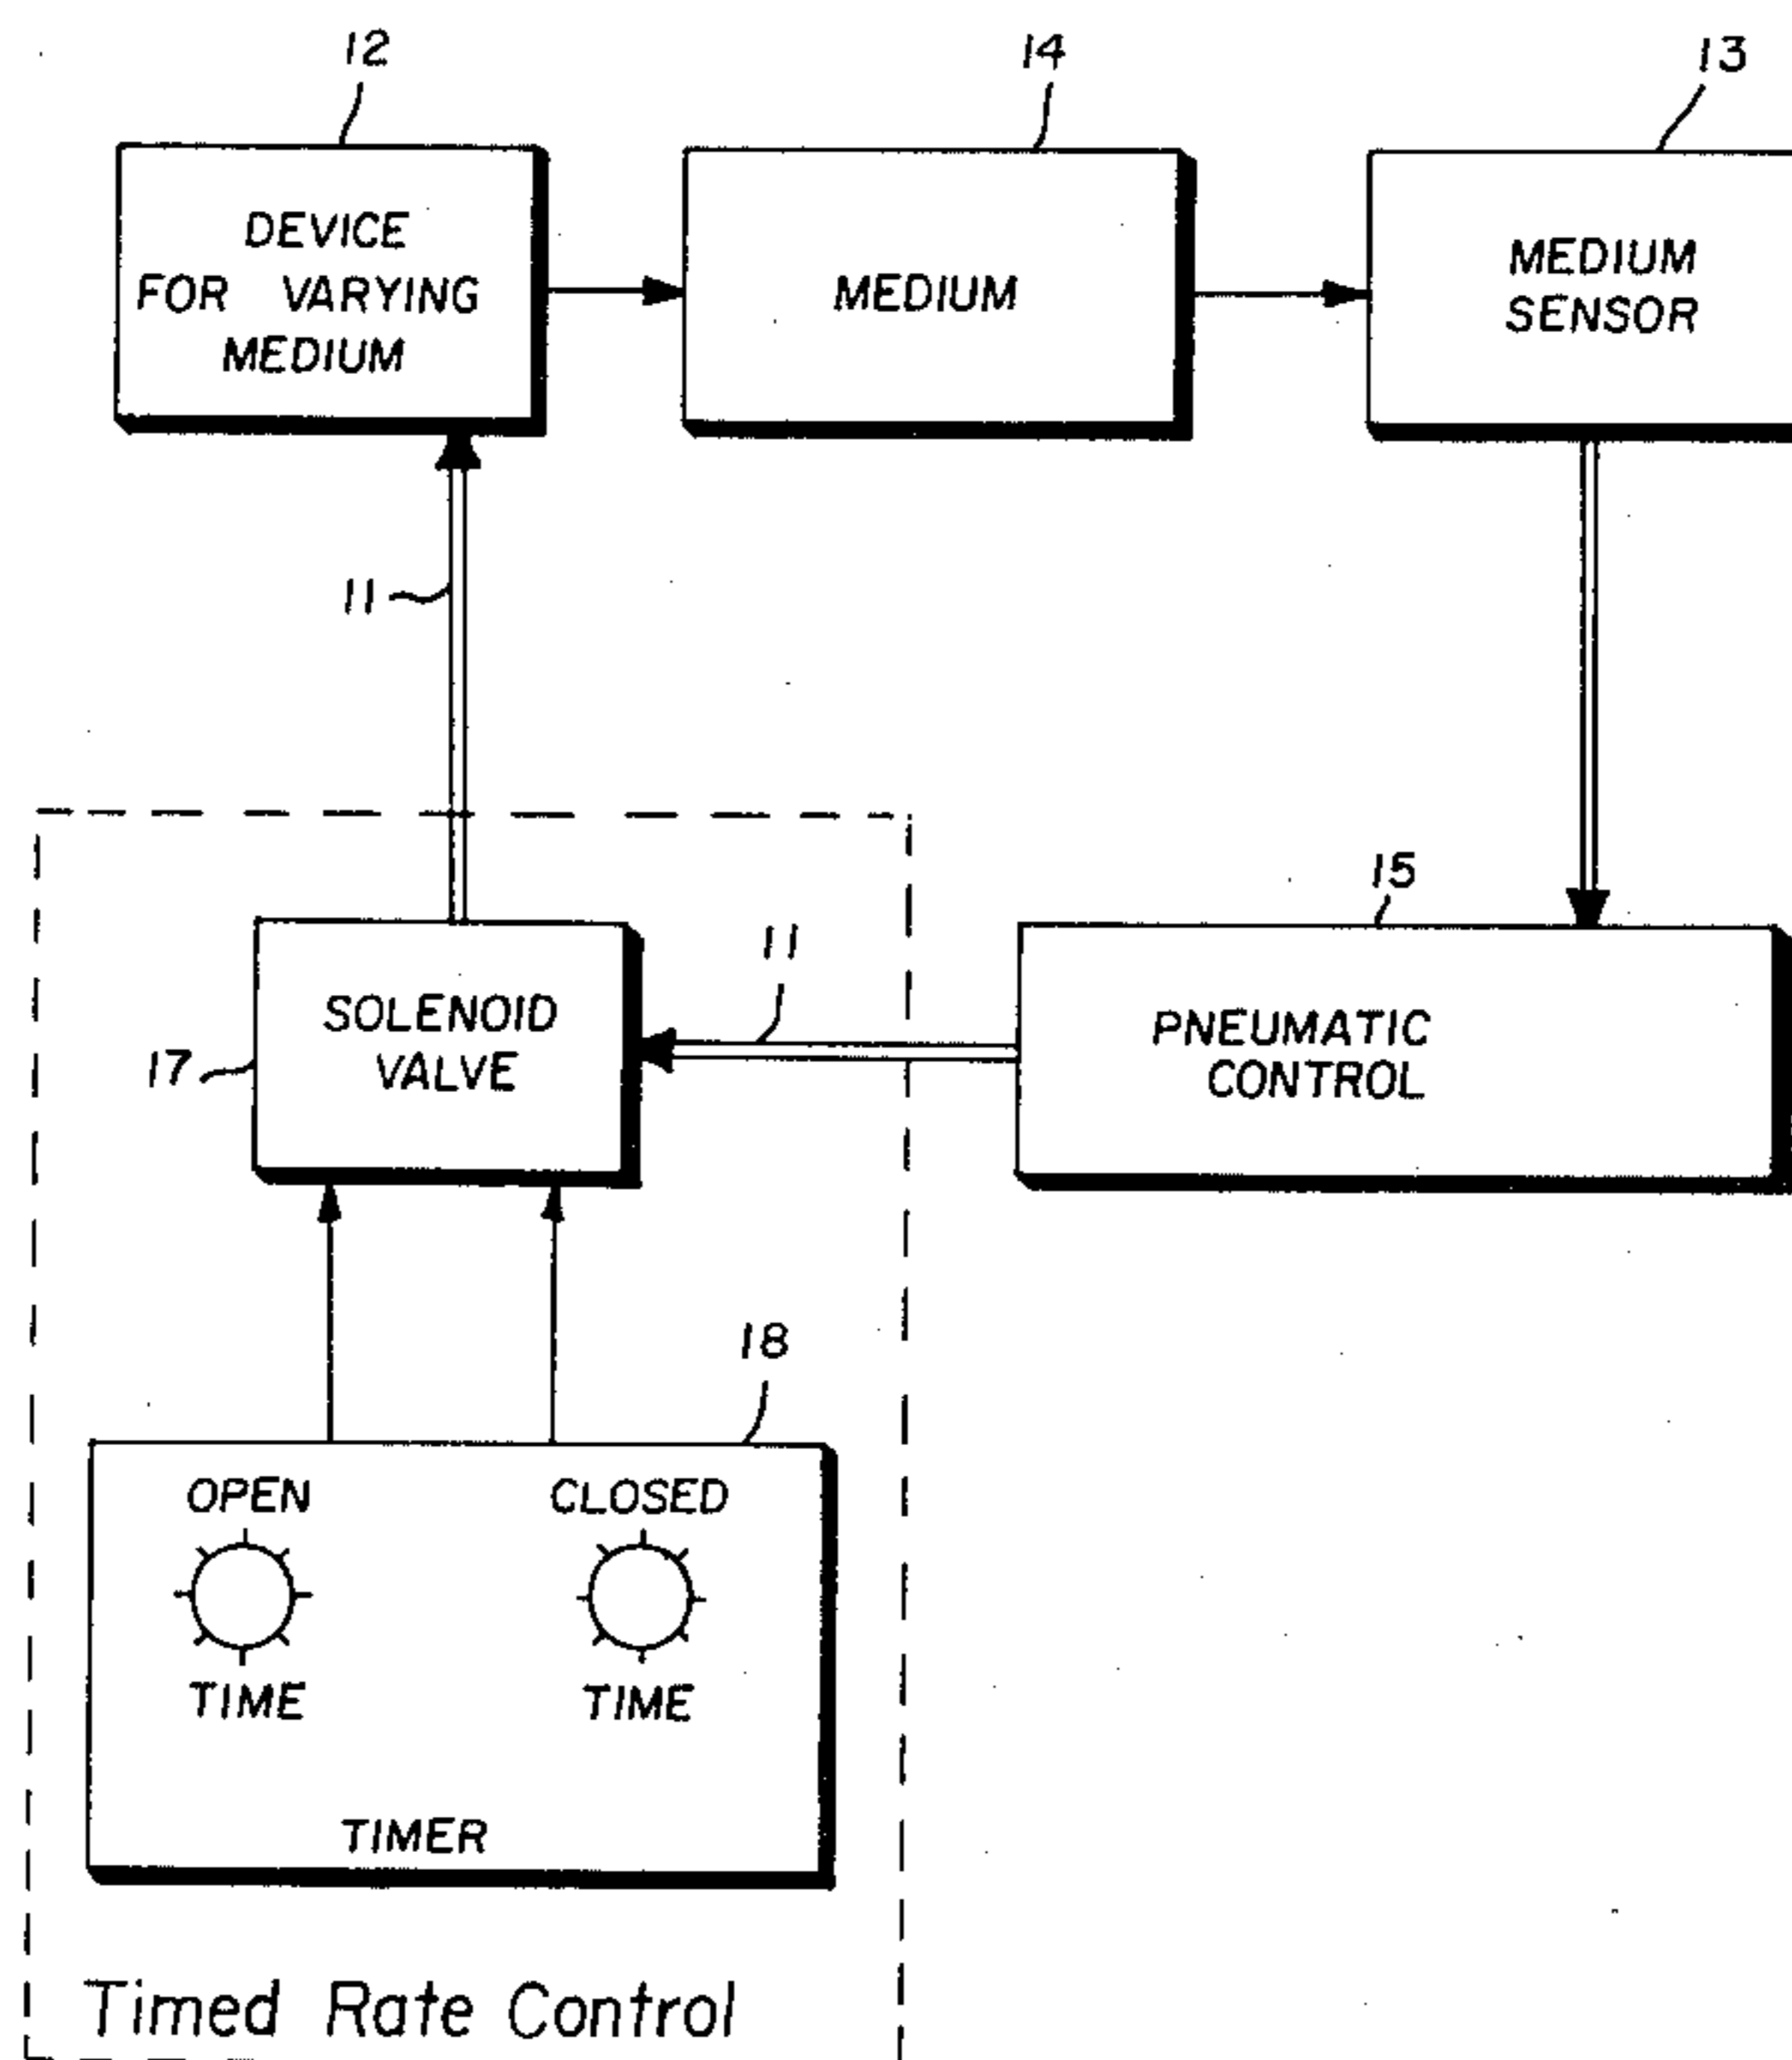 12
14
13
DEVICE
FOR VARYING
MEDIUM
MEDIUM
MEDIUM
SENSOR
11
15
11
SOLENOID
VALVE
17
PNEUMATIC
CONTROL
18
OPEN
CLOSED
TIME
TIME
TIMER
Timed Rate Control